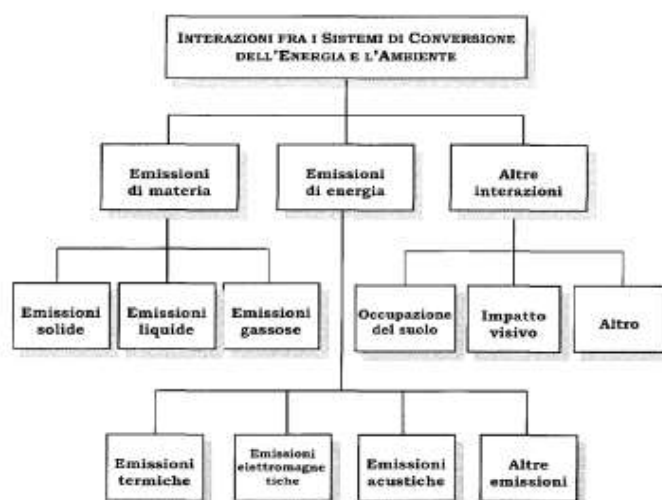 INTERAZIONI FRA I SISTEMI DI CONVERSIONE
DELL'ENERGIA E L'AMBIENTE
Emissioni
di materia
Emissioni
di energia
Altre
interazioni
Emissioni
solide
Emissioni
liquide
Emissioni
gassose
Occupazione
del suolo
Impatto
visivo
Altro
Emissioni
termiche
Emissioni
elettromagne
tiche
Emissioni
acustiche
Altre
emissioni